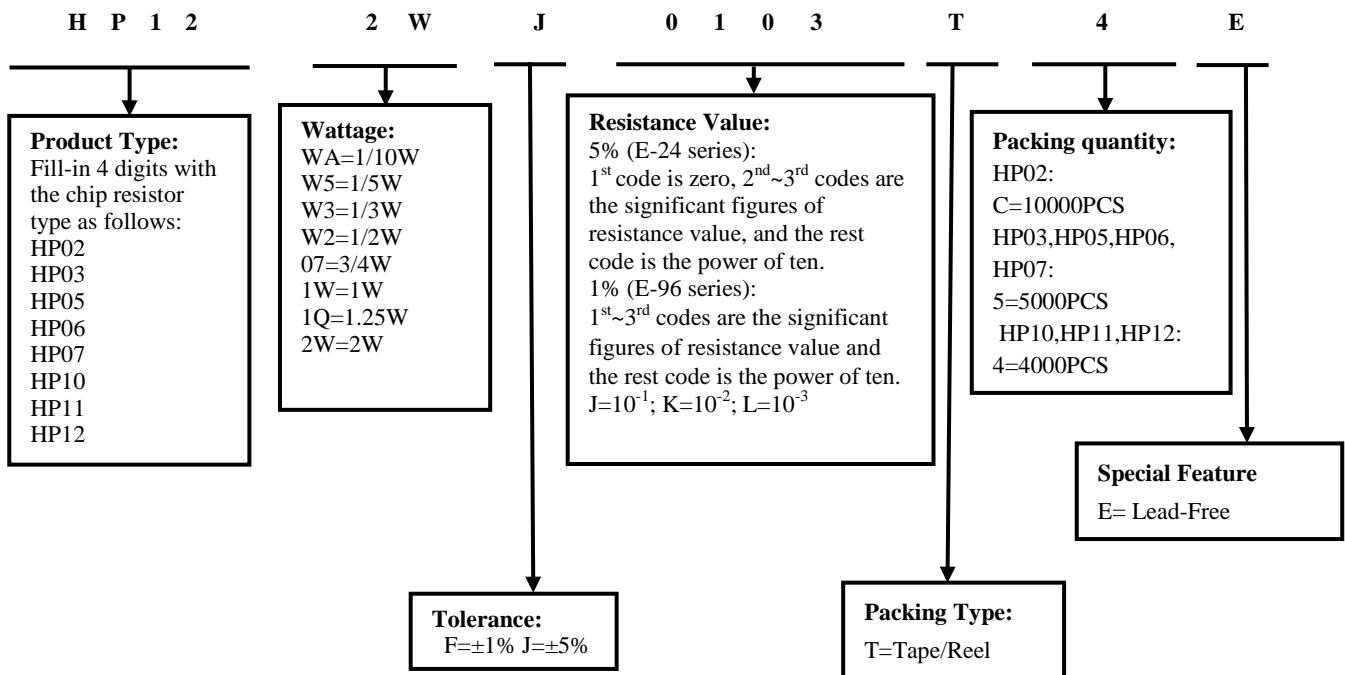 H P 1 2 2 W J 0 1 0 3 T 4 E
Product Type:
Fill-in 4 digits with
the chip resistor
type as follows:
HP02
HP03
HP05
HP06
HP07
HP10
HP11
HP12
Wattage:
WA=1/10W
W5=1/5W
W3=1/3W
W2=1/2W
07=3/4W
1W=1W
1Q=1.25W
2W=2W
Resistance Value:
5% (E-24 series):
1st code is zero, 2nd~3rd codes are
the significant figures of
resistance value, and the rest
code is the power of ten.
1% (E-96 series):
1st~3rd codes are the significant
figures of resistance value and
the rest code is the power of ten.
J=10-1; K=10-2; L=10-3
Packing quantity:
HP02:
C=10000PCS
HP03,HP05,HP06,
HP07:
5=5000PCS
HP10,HP11,HP12:
4=4000PCS
Special Feature
E= Lead-Free
Tolerance:
F=±1% J=±5%
Packing Type:
T=Tape/Reel